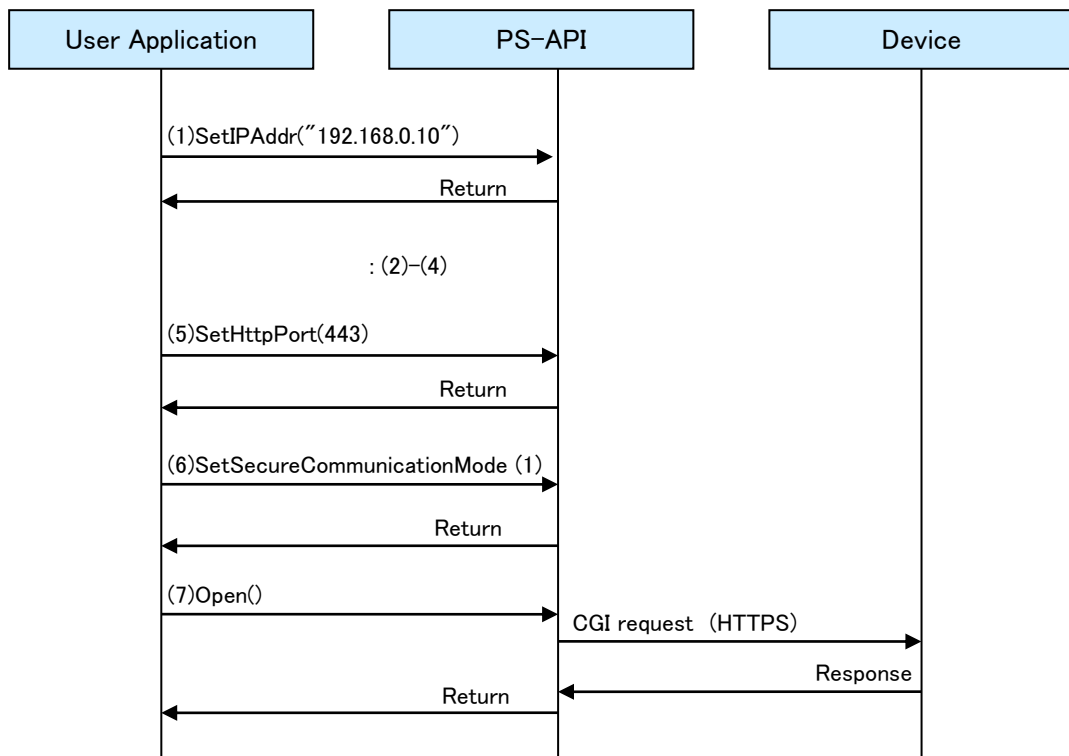 User Application
PS-API
Device
(1)SetIPAddr("192.168.0.10")
Return
: (2)-(4)
(5)SetHttpPort(443)
Return
(6)SetSecureCommunicationMode (1)
Return
(7)Open()
CGI request (HTTPS)
Response
Return